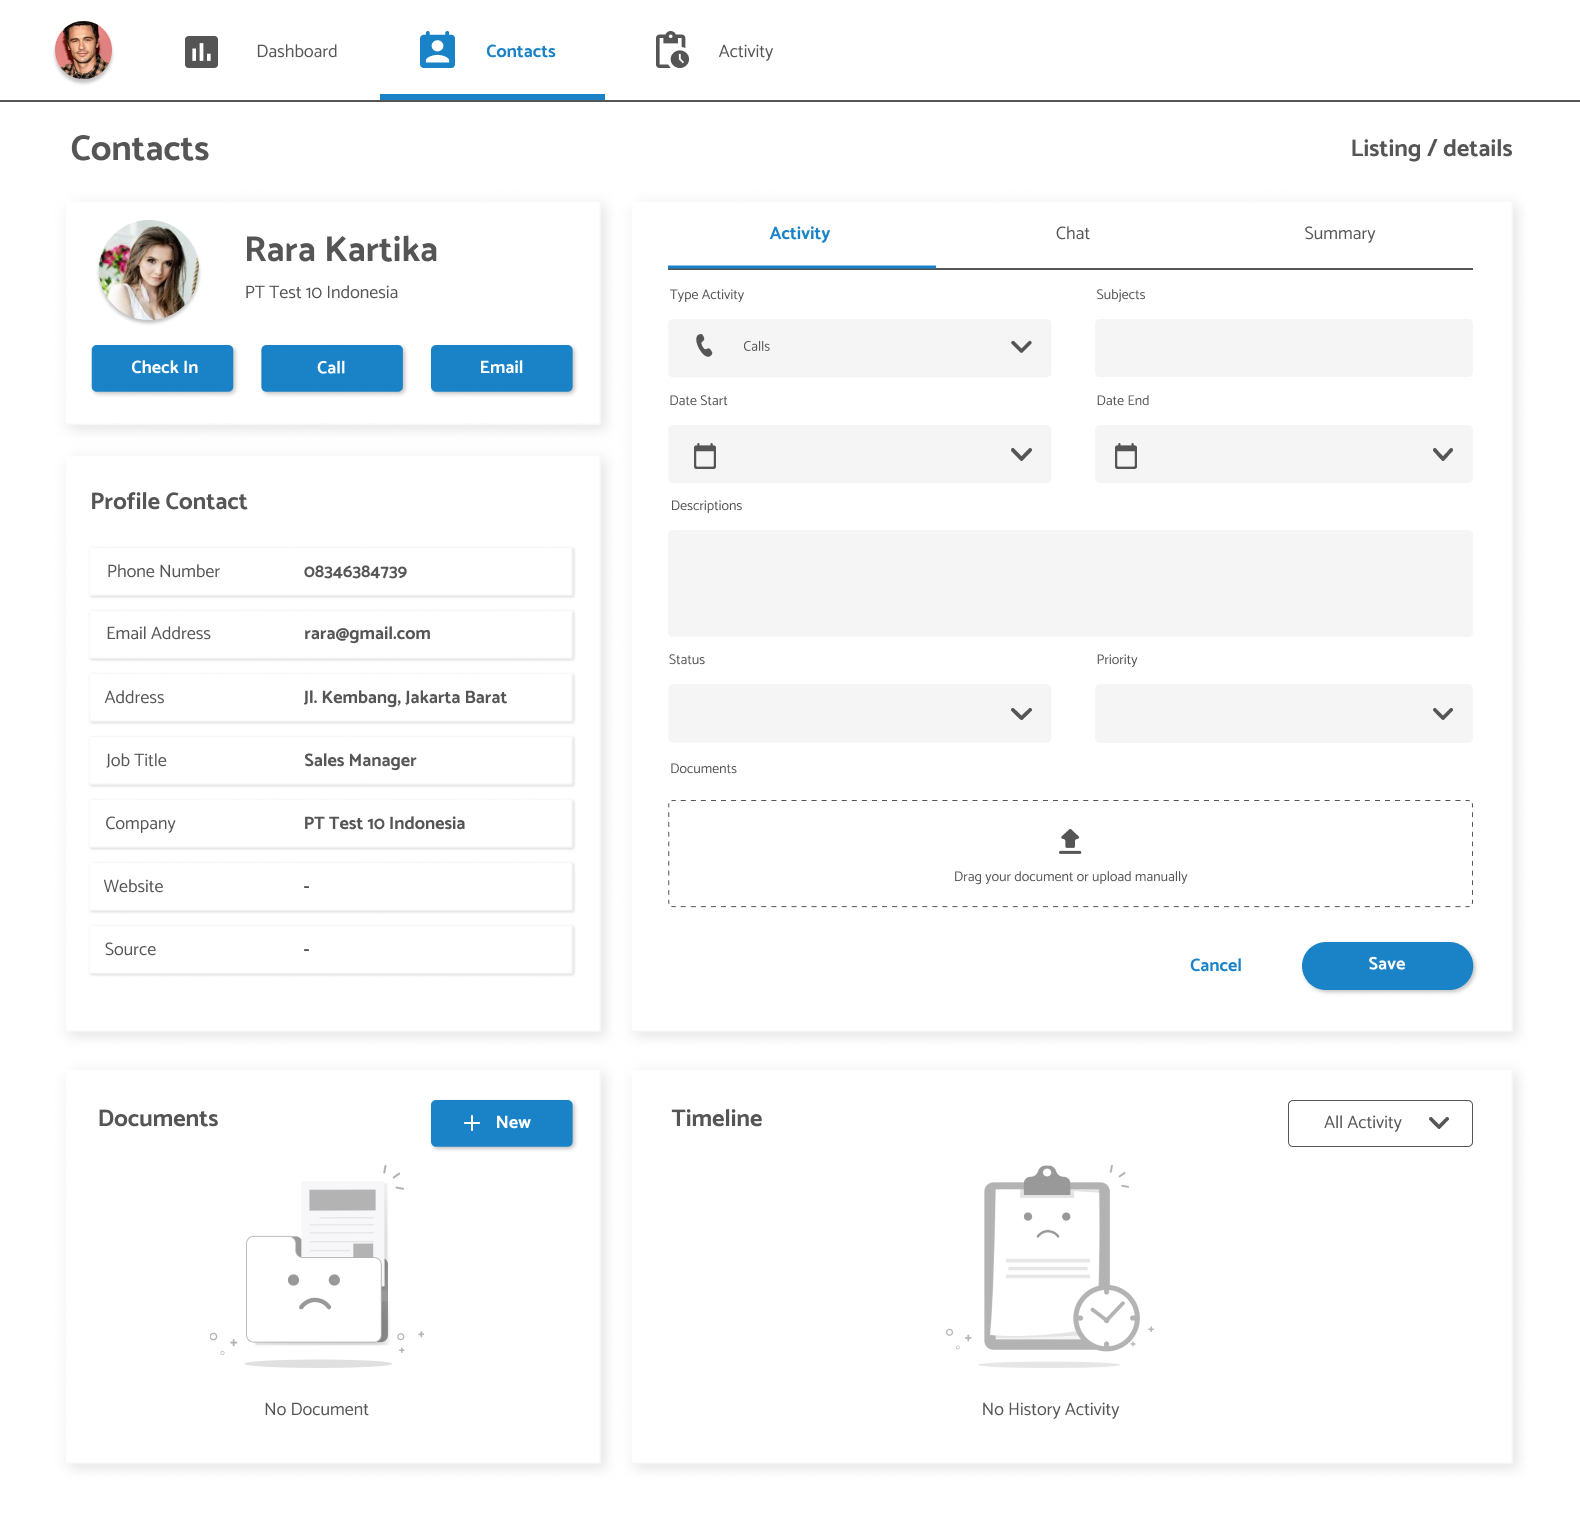 Dashboard
Contacts
Activity
Contacts
Listing / details
Rara Kartika
PT Test 10 Indonesia
Check In
Call
Email
Profile Contact
Phone Number 08346384739
Email Address rara@gmail.com
Address Jl. Kembang, Jakarta Barat
Job Title Sales Manager
Company PT Test 10 Indonesia
Website -
Source -
Activity
Chat
Summary
Type Activity
Subjects
Calls
Date Start
Date End
Descriptions
Status
Priority
Documents
Drag your document or upload manually
Cancel
Save
Documents
New
No Document
Timeline
All Activity
No History Activity